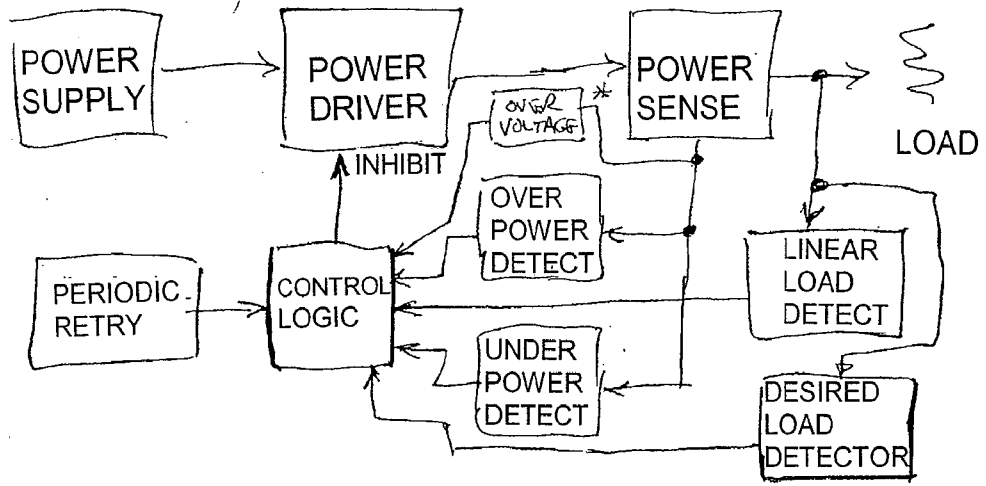 POWER
SUPPLY
POWER
DRIVER
OVER
VOLTAGE
*
POWER
SENSE
LOAD
INHIBIT
OVER
POWER
DETECT
LINEAR
LOAD
DETECT
PERIODIC
RETRY
CONTROL
LOGIC
UNDER
POWER
DETECT
DESIRED
LOAD
DETECTOR